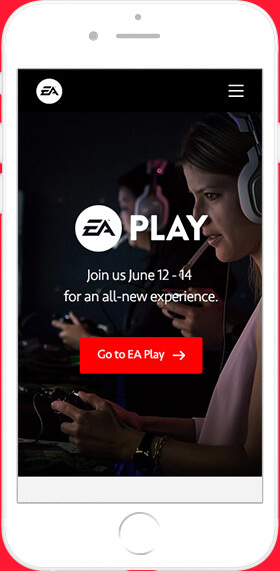 EA
EA PLAY
Join us June 12 - 14
for an all-new experience.
Go to EA Play →